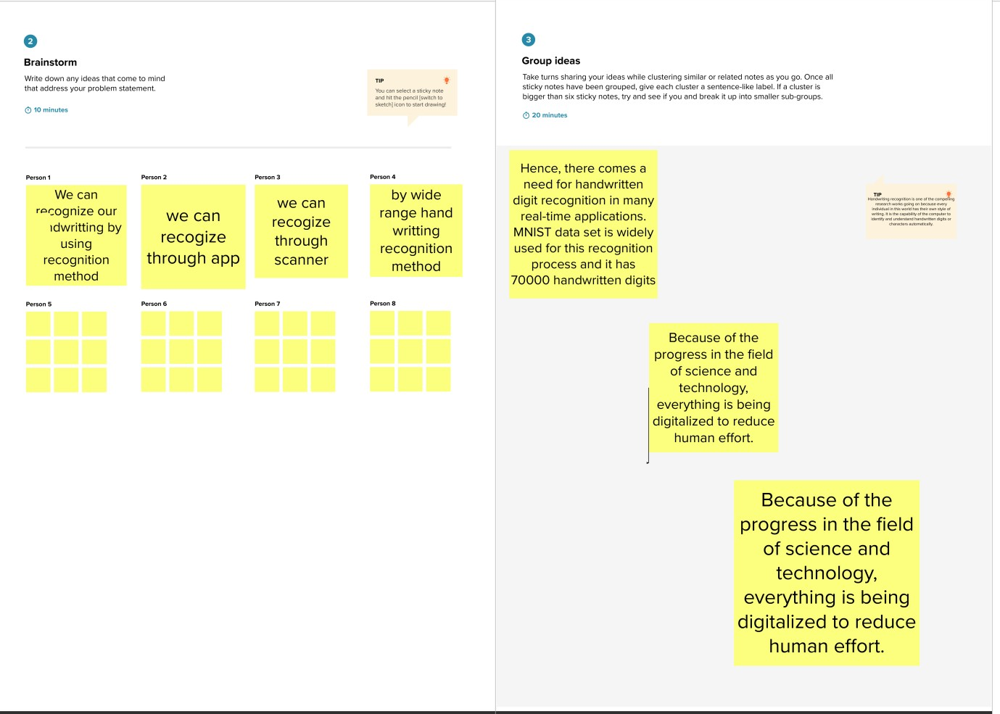 2
Brainstorm
Write down any ideas that come to mind
that address your problem statement.
10 minutes
TIP
You can select a sticky note
and hit the pencil [switch to
sketch] icon to start drawing!
Person 1
We can
recognize our
ndwritting by
using
recognition
method
Person 2
we can
recogize
through app
Person 3
we can
recogize
through
scanner
Person 4
by wide
range hand
writting
recognition
method
Person 5
Person 6
Person 7
Person 8
3
Group ideas
Take turns sharing your ideas while clustering similar or related notes as you go. Once all
sticky notes have been grouped, give each cluster a sentence-like label. If a cluster is
bigger than six sticky notes, try and see if you and break it up into smaller sub-groups.
20 minutes
Hence, there comes a
need for handwritten
digit recognition in many
real-time applications.
MNIST data set is widely
used for this recognition
process and it has
70000 handwritten digits
TIP
Handwriting recognition is one of the compelling
research works going on because every
individual in this world has their own style of
writing. It is the capability of the computer to
identify and understand handwritten digits or
characters automatically.
Because of the
progress in the field
of science and
technology,
everything is being
digitalized to reduce
human effort.
Because of the
progress in the field
of science and
technology,
everything is being
digitalized to reduce
human effort.